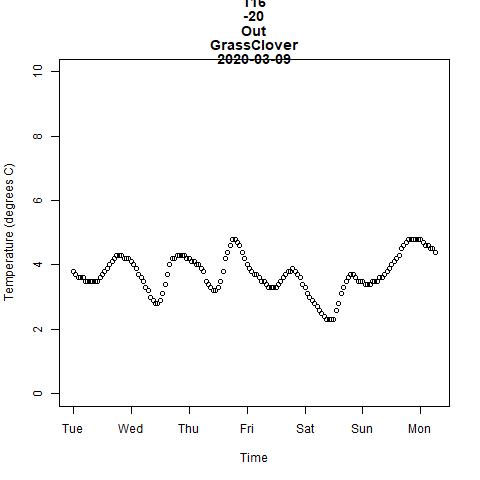 T16
-20
Out
GrassClover
2020-03-09
Temperature (degrees C)
10
8
6
4
2
0
Tue Wed Thu Fri Sat Sun Mon
Time